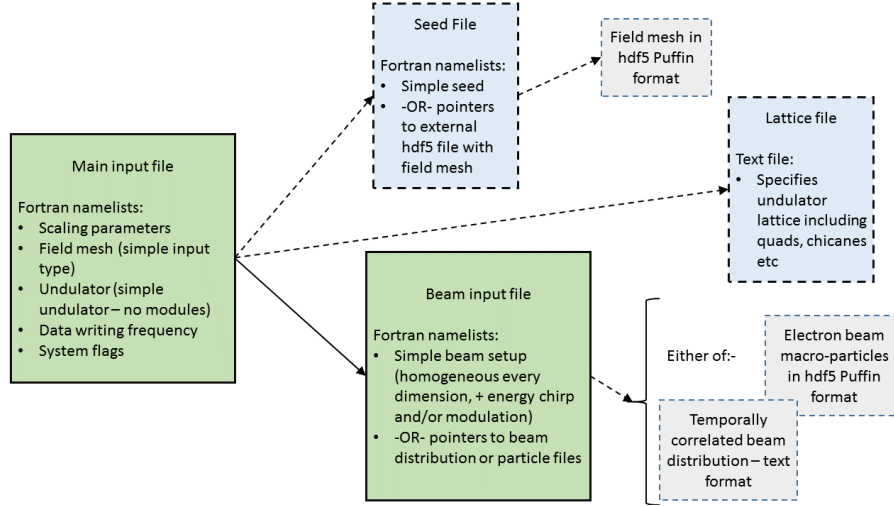 Seed File
Fortran namelists:
• Simple seed
• -OR- pointers
to external
hdf5 file with
field mesh
Field mesh in
hdf5 Puffin
format
Lattice file
Text file:
• Specifies
undulator
lattice including
quads, chicanes
etc
Main input file
Fortran namelists:
• Scaling parameters
• Field mesh (simple input
type)
• Undulator (simple
undulator – no modules)
• Data writing frequency
• System flags
Beam input file
Fortran namelists:
• Simple beam setup
(homogeneous every
dimension, + energy chirp
and/or modulation)
• -OR- pointers to beam
distribution or particle files
Either of:-
Electron beam
macro-particles
in hdf5 Puffin
format
Temporally
correlated beam
distribution – text
format